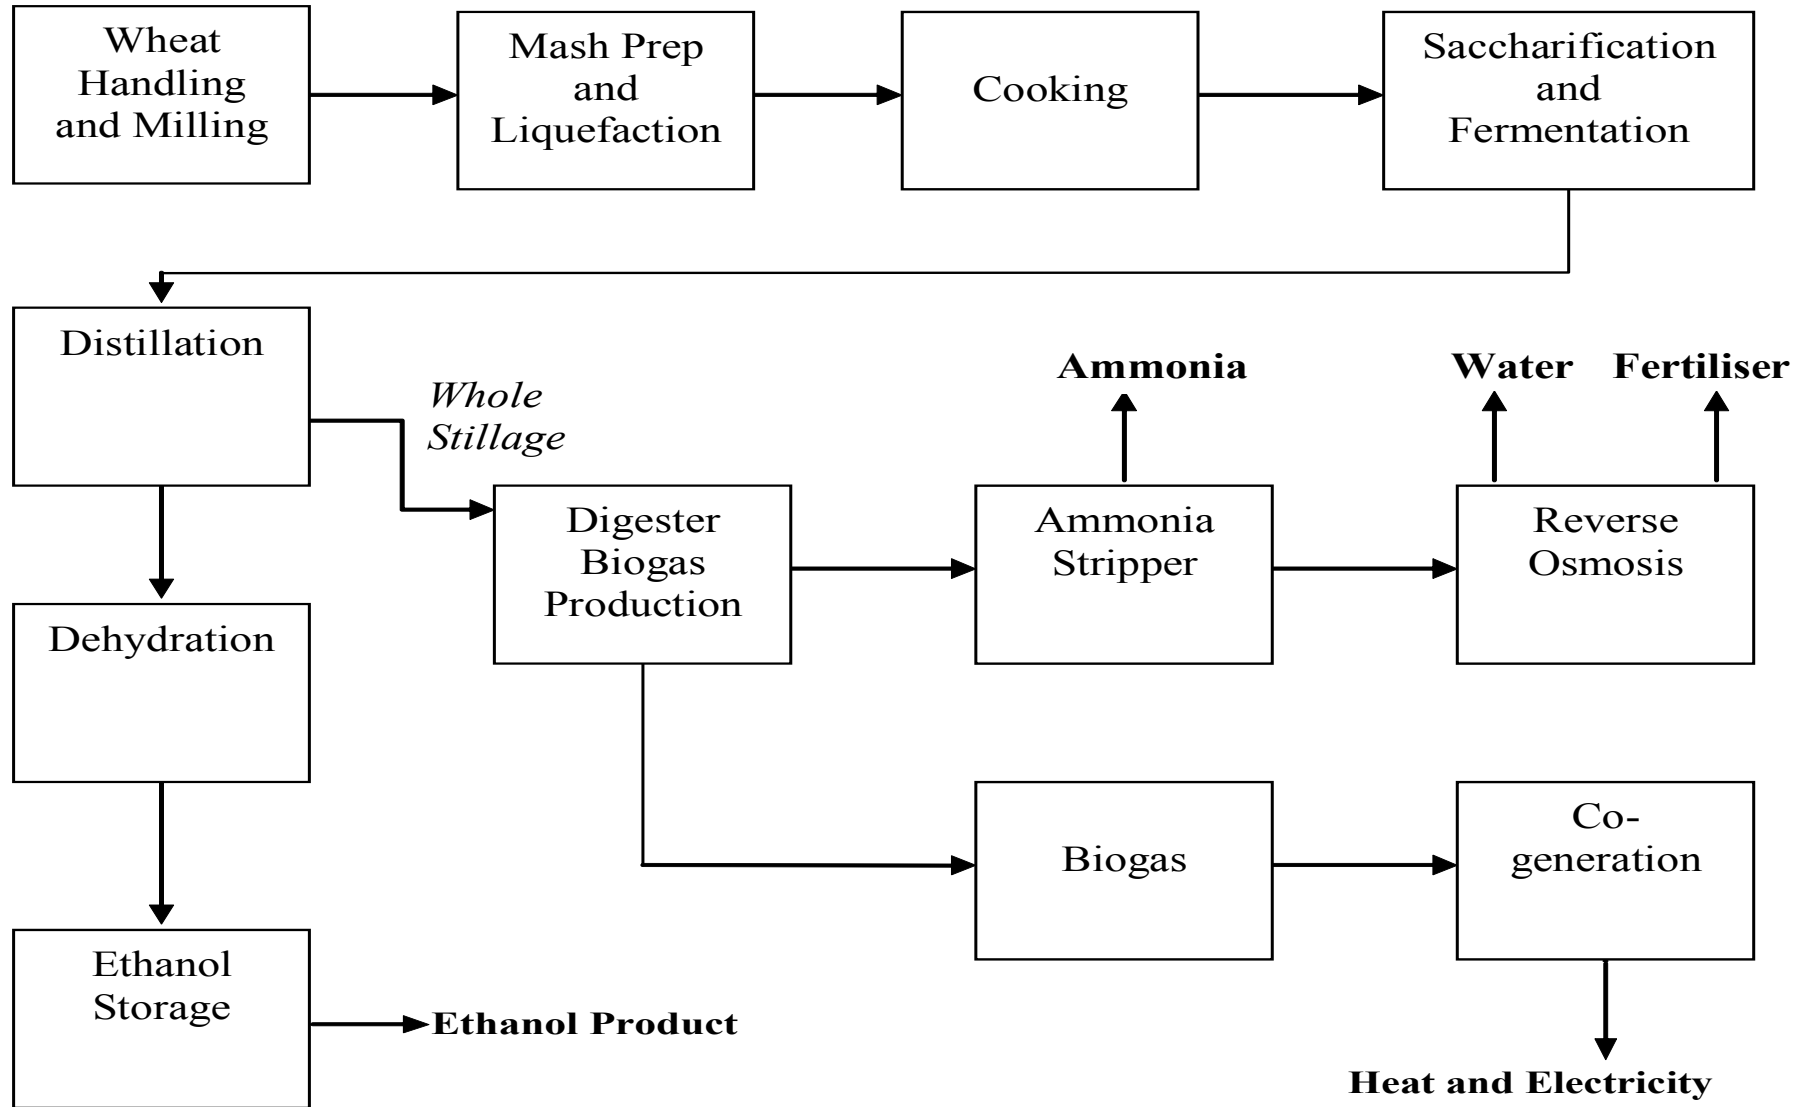 Wheat
Handling
and Milling
Mash Prep
and
Liquefaction
Cooking
Saccharification
and
Fermentation
Distillation
Whole
Stillage
Ammonia
Water
Fertiliser
Digester
Biogas
Production
Ammonia
Stripper
Reverse
Osmosis
Dehydration
Biogas
Co-
generation
Ethanol
Storage
Ethanol Product
Heat and Electricity